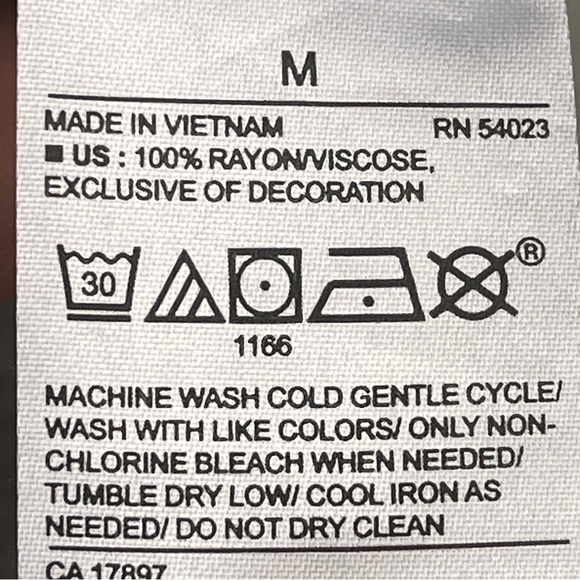 M
MADE IN VIETNAM RN 54023
■ US : 100% RAYON/VISCOSE,
EXCLUSIVE OF DECORATION
30 ®
1166
MACHINE WASH COLD GENTLE CYCLE/
WASH WITH LIKE COLORS/ ONLY NON-
CHLORINE BLEACH WHEN NEEDED/
TUMBLE DRY LOW/ COOL IRON AS
NEEDED/ DO NOT DRY CLEAN
CA 17897